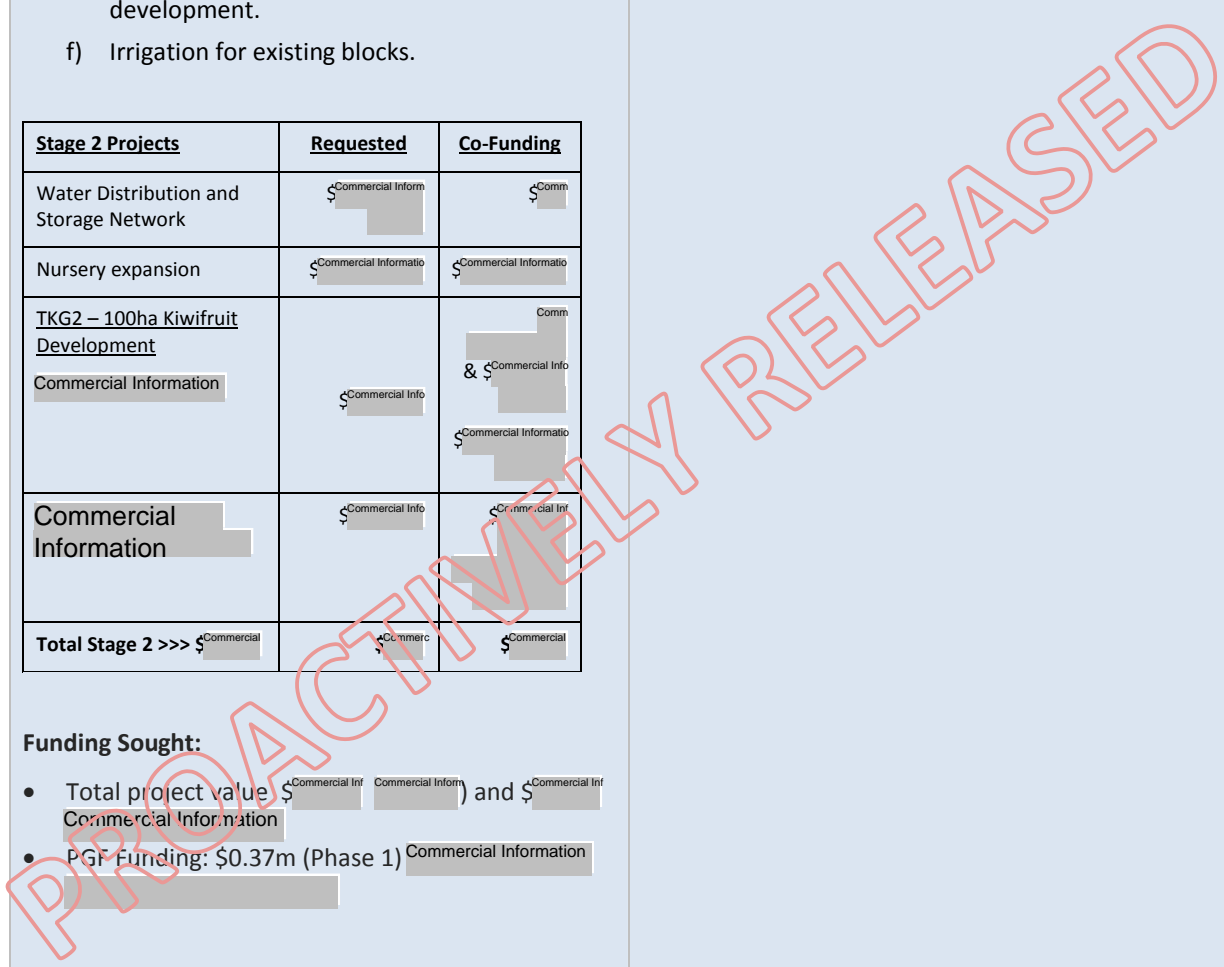 development.
f) Irrigation for existing blocks.
Stage 2 Projects Requested Co-Funding
Water Distribution and $Commercial Inform $Comm
Storage Network
Nursery expansion $Commercial Informatio $Commercial Informatio
TKG2 – 100ha Kiwifruit Comm
Development
& $Commercial Info
Commercial Information
$Commercial Info
$Commercial Informatio
Commercial $Commercial Info $Commercial Inf
Information
Total Stage 2 >>> $Commercial $Commerc $Commercial
Funding Sought:
• Total project value $Commercial Inf Commercial Inform) and $Commercial Inf
Commercial Information
• PGF Funding: $0.37m (Phase 1) Commercial Information
PROACTIVELY RELEASED